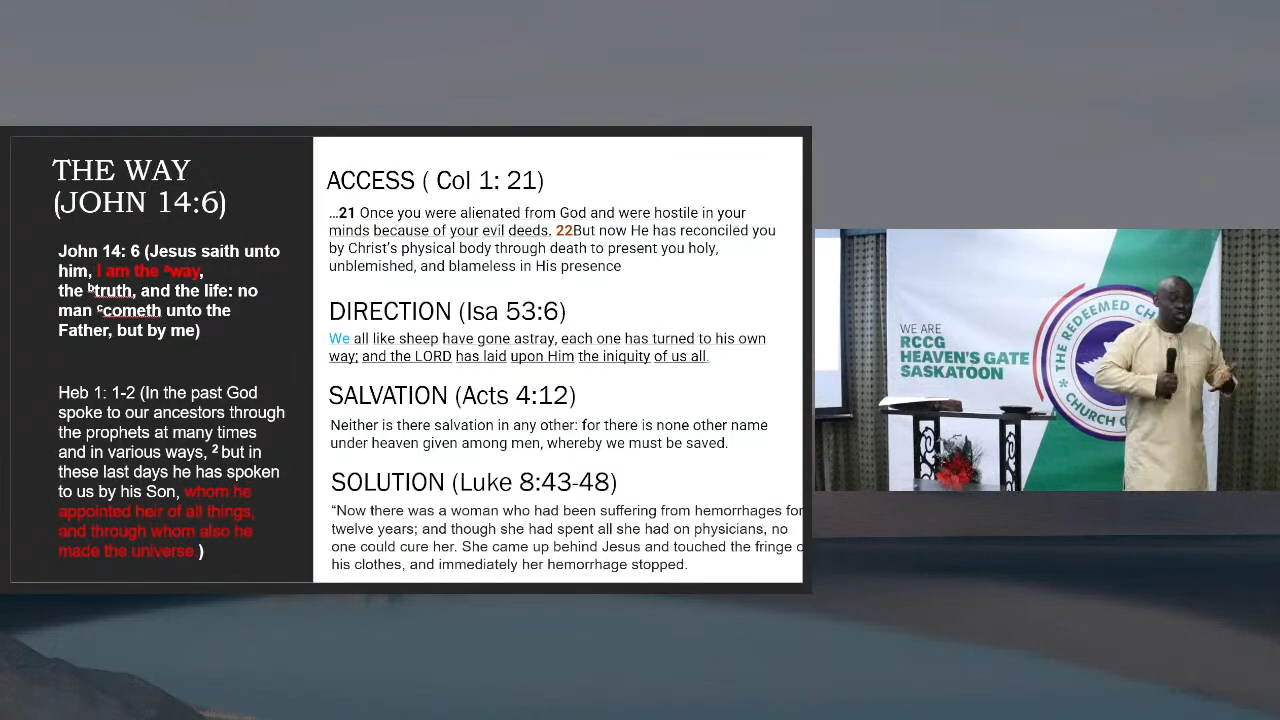 THE WAY
(JOHN 14:6)
John 14: 6 (Jesus saith unto
him, I am the ᵃway,
the ᵇtruth, and the life: no
man ᶜcometh unto the
Father, but by me)
Heb 1: 1-2 (In the past God
spoke to our ancestors through
the prophets at many times
and in various ways, ² but in
these last days he has spoken
to us by his Son, whom he
appointed heir of all things,
and through whom also he
made the universe )
ACCESS ( Col 1: 21)
…21 Once you were alienated from God and were hostile in your
minds because of your evil deeds. 22But now He has reconciled you
by Christ’s physical body through death to present you holy,
unblemished, and blameless in His presence
DIRECTION (Isa 53:6)
We all like sheep have gone astray, each one has turned to his own
way; and the LORD has laid upon Him the iniquity of us all.
SALVATION (Acts 4:12)
Neither is there salvation in any other: for there is none other name
under heaven given among men, whereby we must be saved.
SOLUTION (Luke 8:43-48)
“Now there was a woman who had been suffering from hemorrhages for
twelve years; and though she had spent all she had on physicians, no
one could cure her. She came up behind Jesus and touched the fringe
his clothes, and immediately her hemorrhage stopped.
WE ARE
RCCG
HEAVEN'S GATE
SASKATOON
THE REDEEMED CH
CHURCH